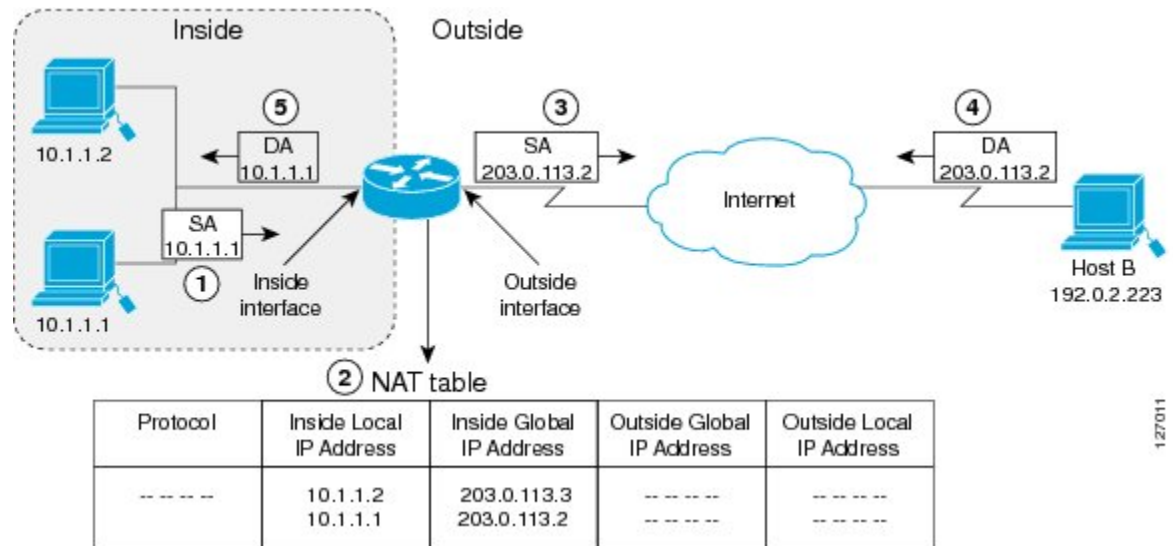 Inside
Outside
5
DA
10.1.1.1
3
SA
203.0.113.2
4
DA
203.0.113.2
10.1.1.2
Internet
SA
10.1.1.1
1
Inside
interface
Outside
interface
Host B
192.0.2.223
10.1.1.1
2 NAT table
Protocol
Inside Local
IP Address
Inside Global
IP Address
Outside Global
IP Address
Outside Local
IP Address
-- -- -- --
10.1.1.2 203.0.113.3 -- -- -- -- -- -- -- --
10.1.1.1 203.0.113.2 -- -- -- -- -- -- -- --
127011